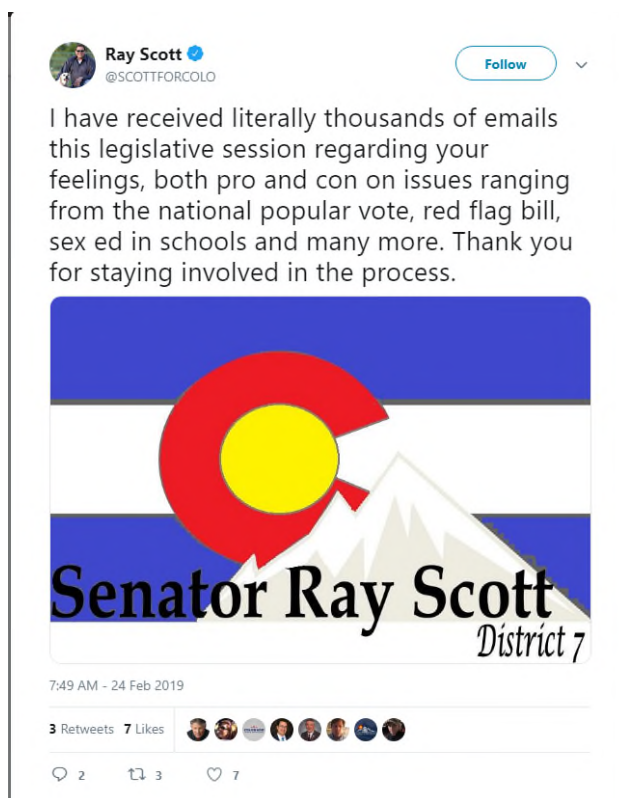 Ray Scott
@SCOTTFORCOLO
Follow
I have received literally thousands of emails
this legislative session regarding your
feelings, both pro and con on issues ranging
from the national popular vote, red flag bill,
sex ed in schools and many more. Thank you
for staying involved in the process.
Senator Ray Scott
District 7
7:49 AM - 24 Feb 2019
3 Retweets 7 Likes
2 3 7